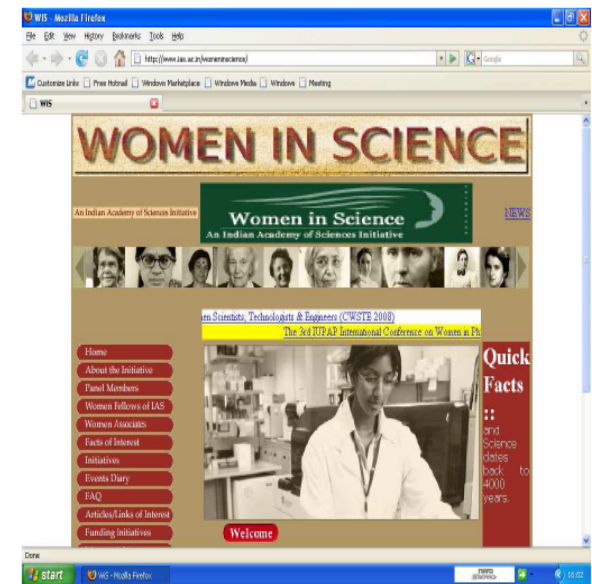 WiS - Mozilla Firefox
File Edit View History Bookmarks Tools Help
http://www.ias.ac.in/womeninscience/
Google
Customize Links Free Hotmail Windows Marketplace Windows Media Windows Meeting
WiS
WOMEN IN SCIENCE
An Indian Academy of Sciences Initiative
Women in Science
An Indian Academy of Sciences Initiative
NEWS
en Scientists, Technologists & Engineers (CWSTE 2008)
The 3rd IUPAP International Conference on Women in Ph
Home
About the Initiative
Panel Members
Women Fellows of IAS
Women Associates
Facts of Interest
Initiatives
Events Diary
FAQ
Articles/Links of Interest
Funding Initiatives
Welcome
Quick
Facts
::
and
Science
dates
back to
4000
years.
Done
start
WiS - Mozilla Firefox
16:02